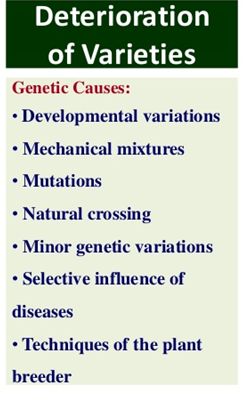 Deterioration
of Varieties
Genetic Causes:
• Developmental variations
• Mechanical mixtures
• Mutations
• Natural crossing
• Minor genetic variations
• Selective influence of
diseases
• Techniques of the plant
breeder